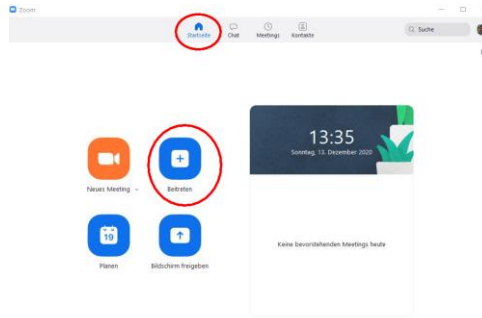 Zoom
Startseite
Chat
Meetings
Kontakte
Suche
13:35
Sonntag, 13. Dezember 2020
Neues Meeting
Beitreten
19
Planen
Bildschirm freigeben
Keine bevorstehenden Meetings heute